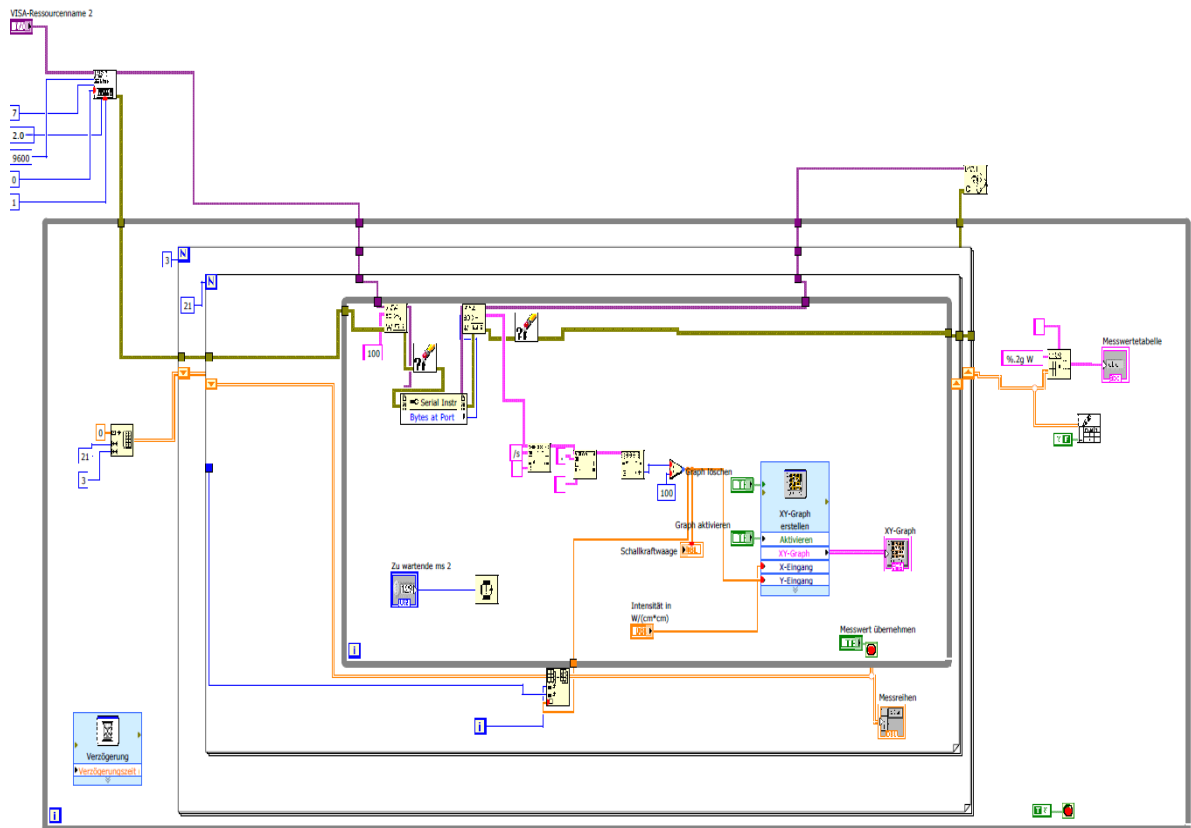 VISA-Ressourcenname 2
7
2.0
9600
0
1
3
N
21
N
100
Serial Instr
Bytes at Port
%.2g W
Messwertetabelle
0
21
3
/s
100
Graph löschen
XY-Graph
erstellen
Graph aktivieren
Aktivieren
XY-Graph
XY-Graph
Schallkraftwaage
X-Eingang
Y-Eingang
Zu wartende ms 2
Intensität in
W/(cm*cm)
Messwert übernehmen
i
Messreihen
i
Verzögerung
Verzögerungszeit
i